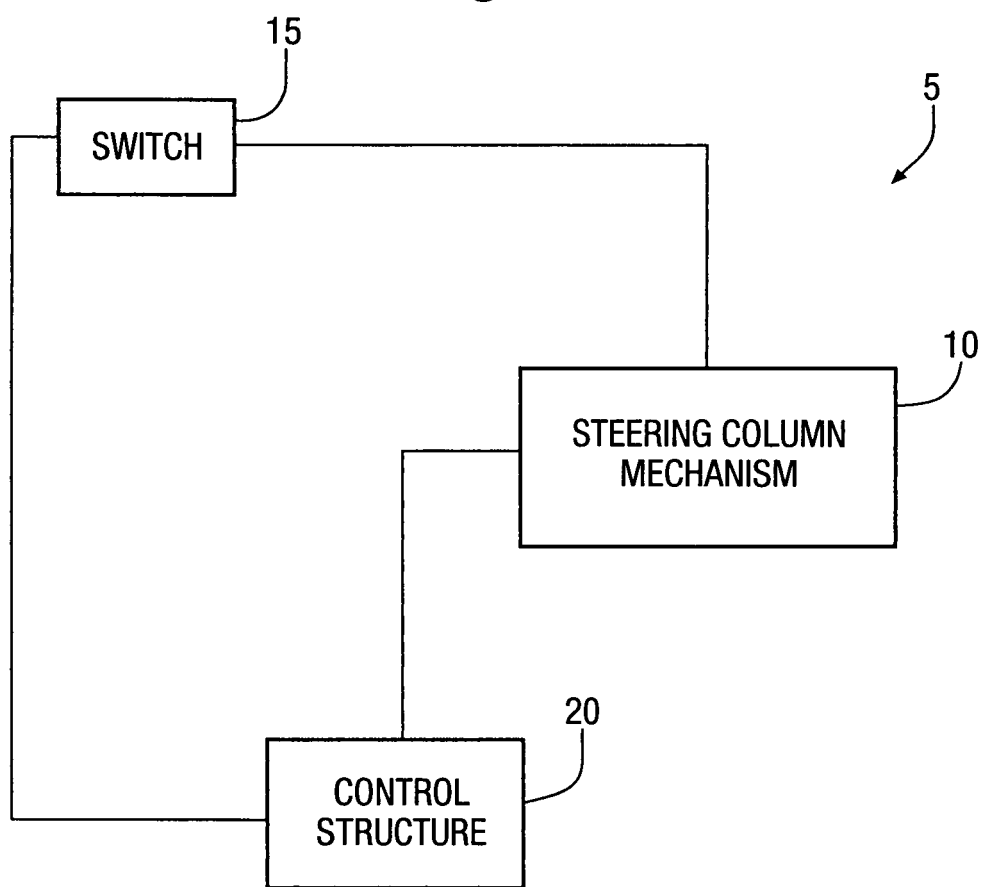 15
5
SWITCH
10
STEERING COLUMN
MECHANISM
20
CONTROL
STRUCTURE